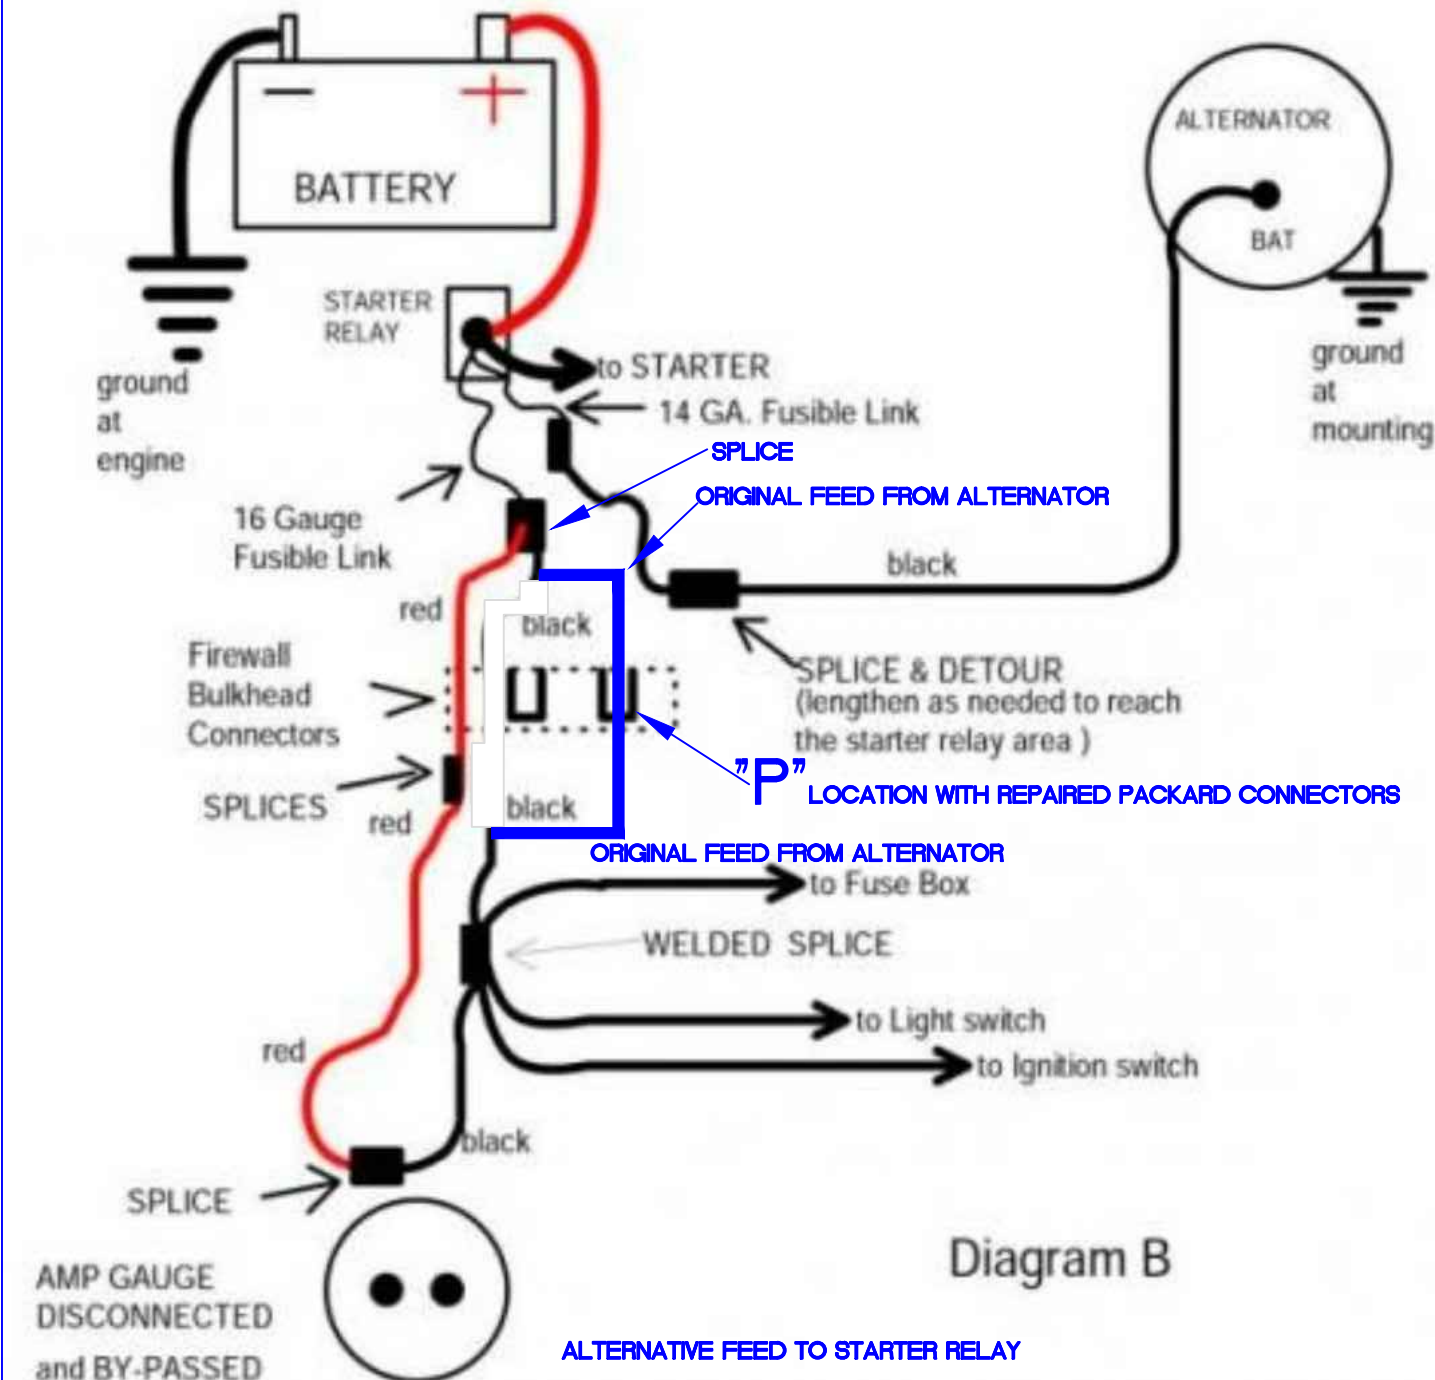 BATTERY
ALTERNATOR
BAT
STARTER
RELAY
ground
at
engine
to STARTER
14 GA. Fusible Link
ground
at
mounting
SPLICE
ORIGINAL FEED FROM ALTERNATOR
16 Gauge
Fusible Link
black
red
black
Firewall
Bulkhead
Connectors
SPLICE & DETOUR
(lengthen as needed to reach
the starter relay area )
"P" LOCATION WITH REPAIRED PACKARD CONNECTORS
SPLICES
red
black
ORIGINAL FEED FROM ALTERNATOR
to Fuse Box
WELDED SPLICE
to Light switch
red
to Ignition switch
black
SPLICE
Diagram B
AMP GAUGE
DISCONNECTED
and BY-PASSED
ALTERNATIVE FEED TO STARTER RELAY